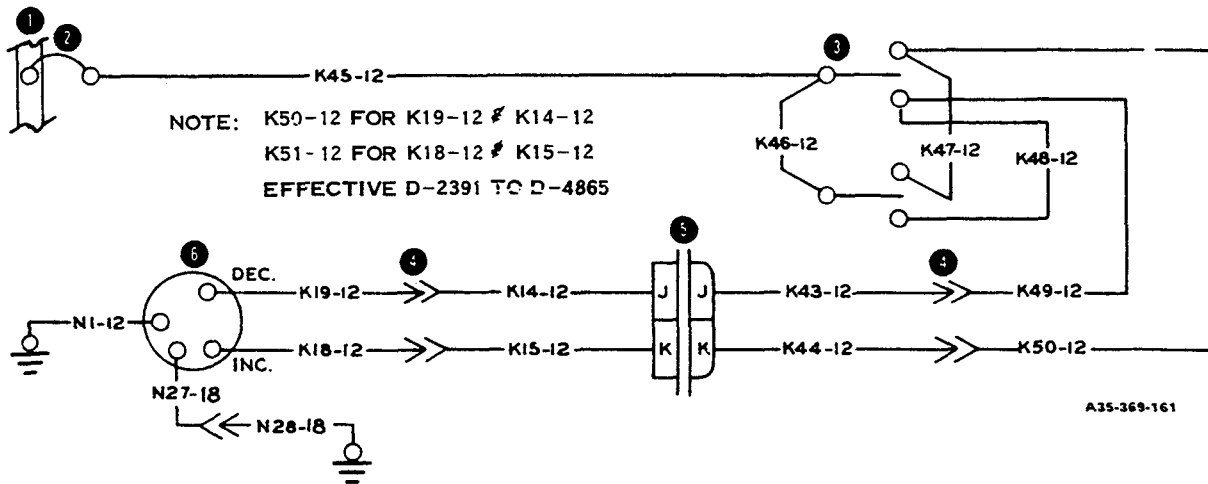 1
2
3
K45-12
NOTE: K50-12 FOR K19-12 & K14-12
K51-12 FOR K18-12 & K15-12
EFFECTIVE D-2391 TO D-4865
K46-12
K47-12
K48-12
6
4
5
4
DEC.
K19-12
K14-12
J
J
K43-12
K49-12
N1-12
INC.
K18-12
K15-12
K
K
K44-12
K50-12
N27-18
N28-18
A35-369-161